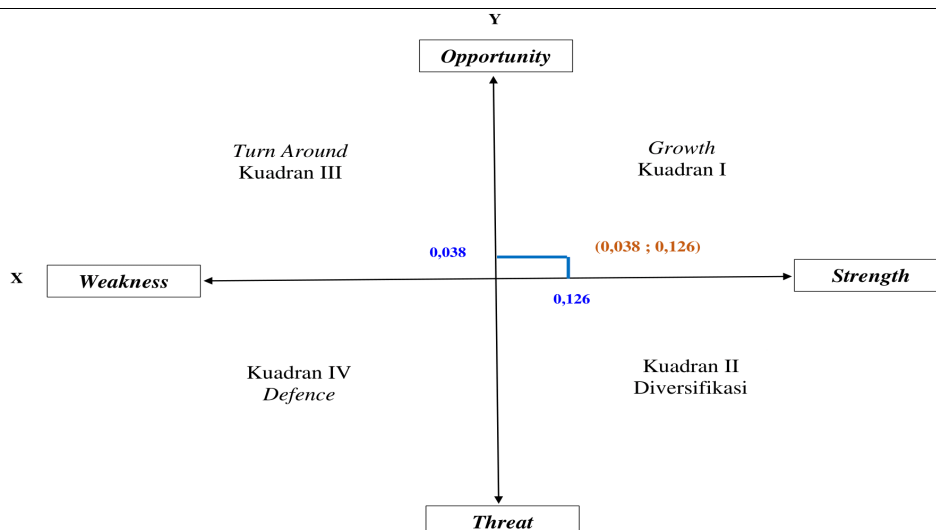 Y
Opportunity
Turn Around
Kuadran III
Growth
Kuadran I
0,038
(0,038 ; 0,126)
X
Weakness
Strength
0,126
Kuadran IV
Defence
Kuadran II
Diversifikasi
Threat